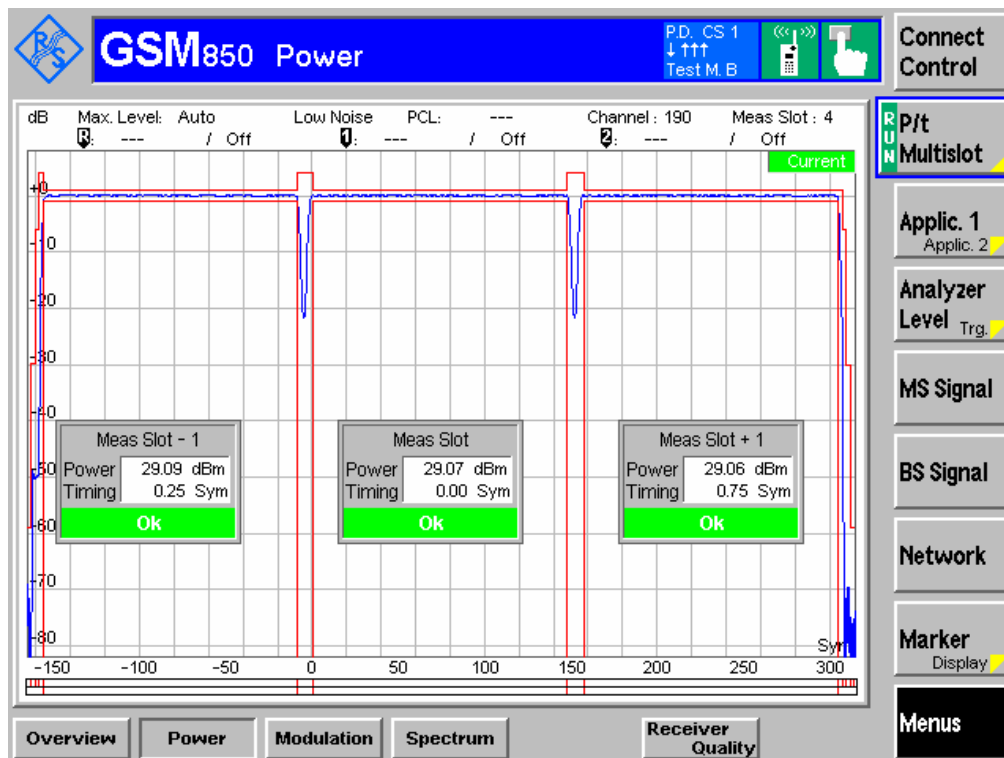 R S
GSM850 Power
P.D. CS 1
↓ ↑↑↑
Test M. B
Connect Control
dB Max. Level: Auto Low Noise PCL: --- Channel : 190 Meas Slot : 4
R: --- / Off 1: --- / Off 2: --- / Off
Current
+0
-10
-20
-30
-40
-50
-60
-70
-80
Meas Slot - 1
Power 29.09 dBm
Timing 0.25 Sym
Ok
Meas Slot
Power 29.07 dBm
Timing 0.00 Sym
Ok
Meas Slot + 1
Power 29.06 dBm
Timing 0.75 Sym
Ok
Sym
-150 -100 -50 0 50 100 150 200 250 300
RUN
P/t
Multislot
Applic. 1
Applic. 2
Analyzer
Level Trg.
MS Signal
BS Signal
Network
Marker
Display
Menus
Overview Power Modulation Spectrum Receiver Quality